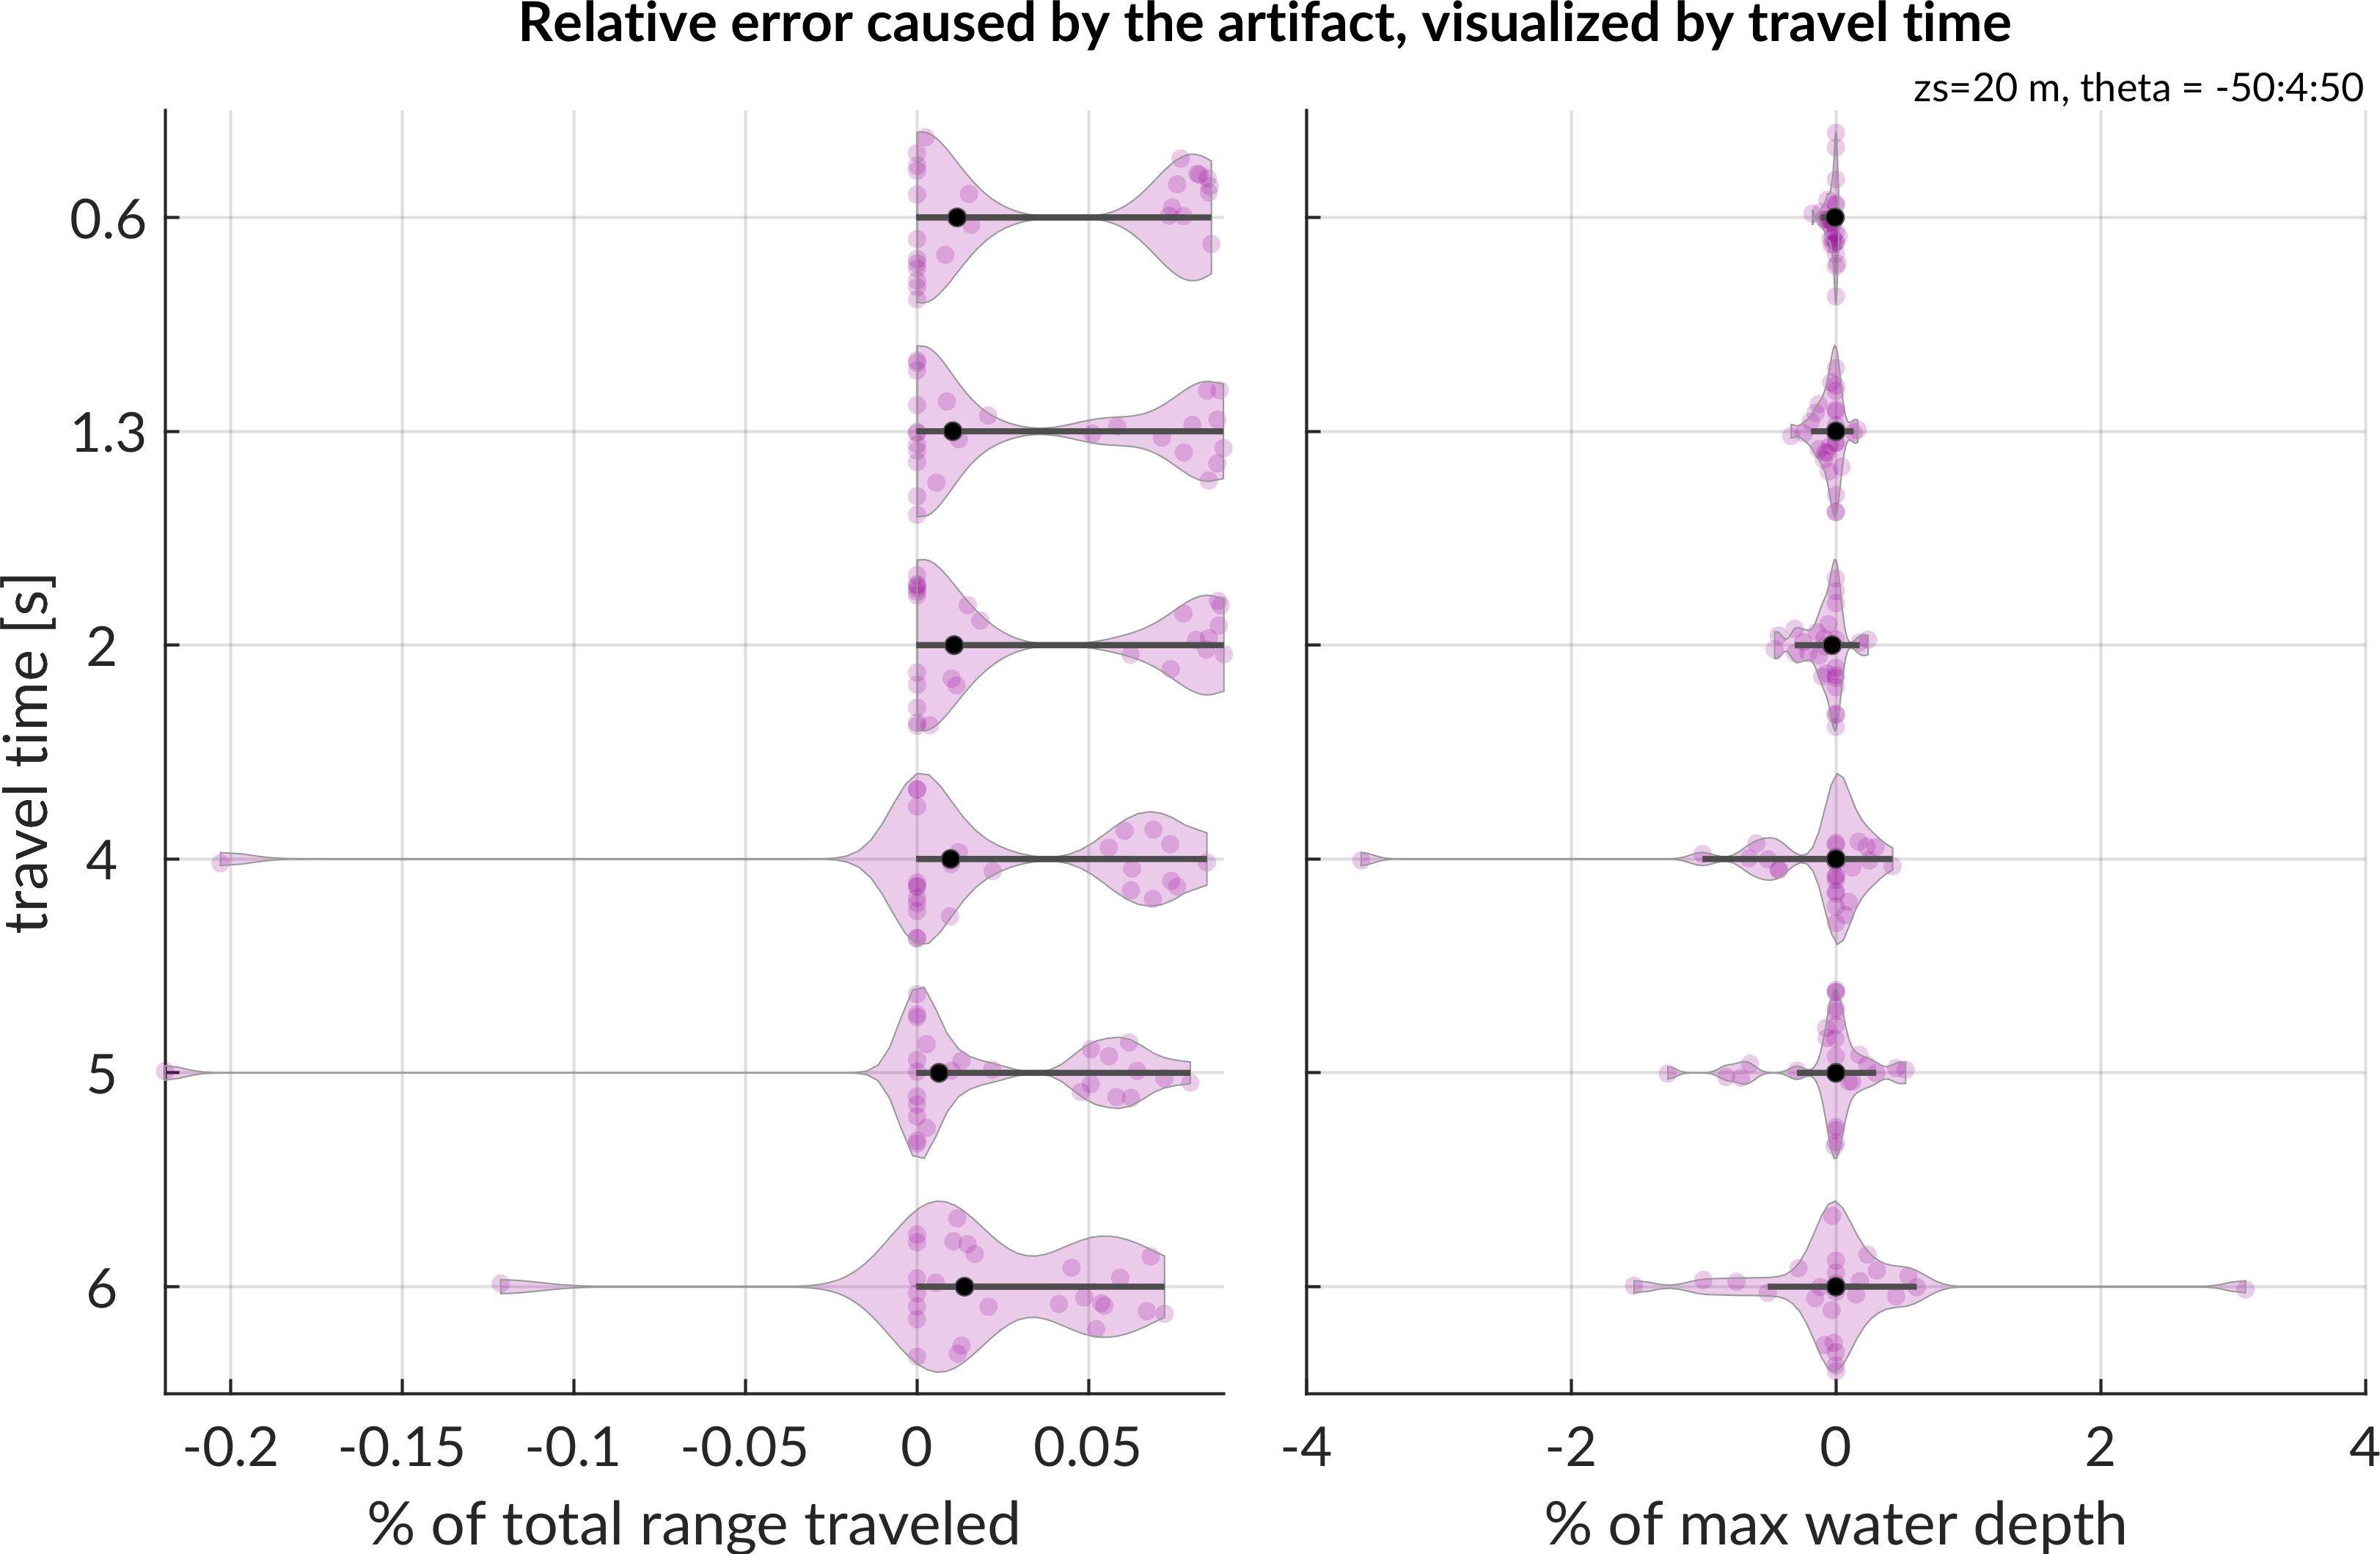 Relative error caused by the artifact, visualized by travel time
zs=20 m, theta = -50:4:50
travel time [s]
0.6
1.3
2
4
5
6
-0.2 -0.15 -0.1 -0.05 0 0.05
% of total range traveled
-4 -2 0 2 4
% of max water depth